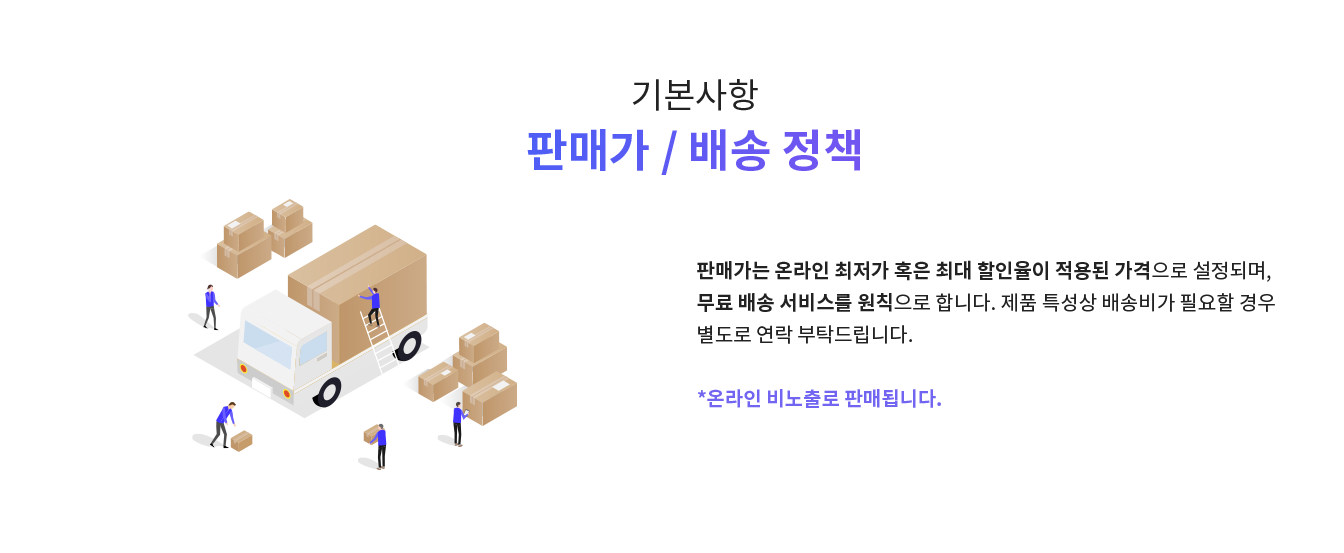 기본사항
판매가 / 배송 정책
판매가는 온라인 최저가 혹은 최대 할인율이 적용된 가격으로 설정되며,
무료 배송 서비스를 원칙으로 합니다. 제품 특성상 배송비가 필요할 경우
별도로 연락 부탁드립니다.
*온라인 비노출로 판매됩니다.